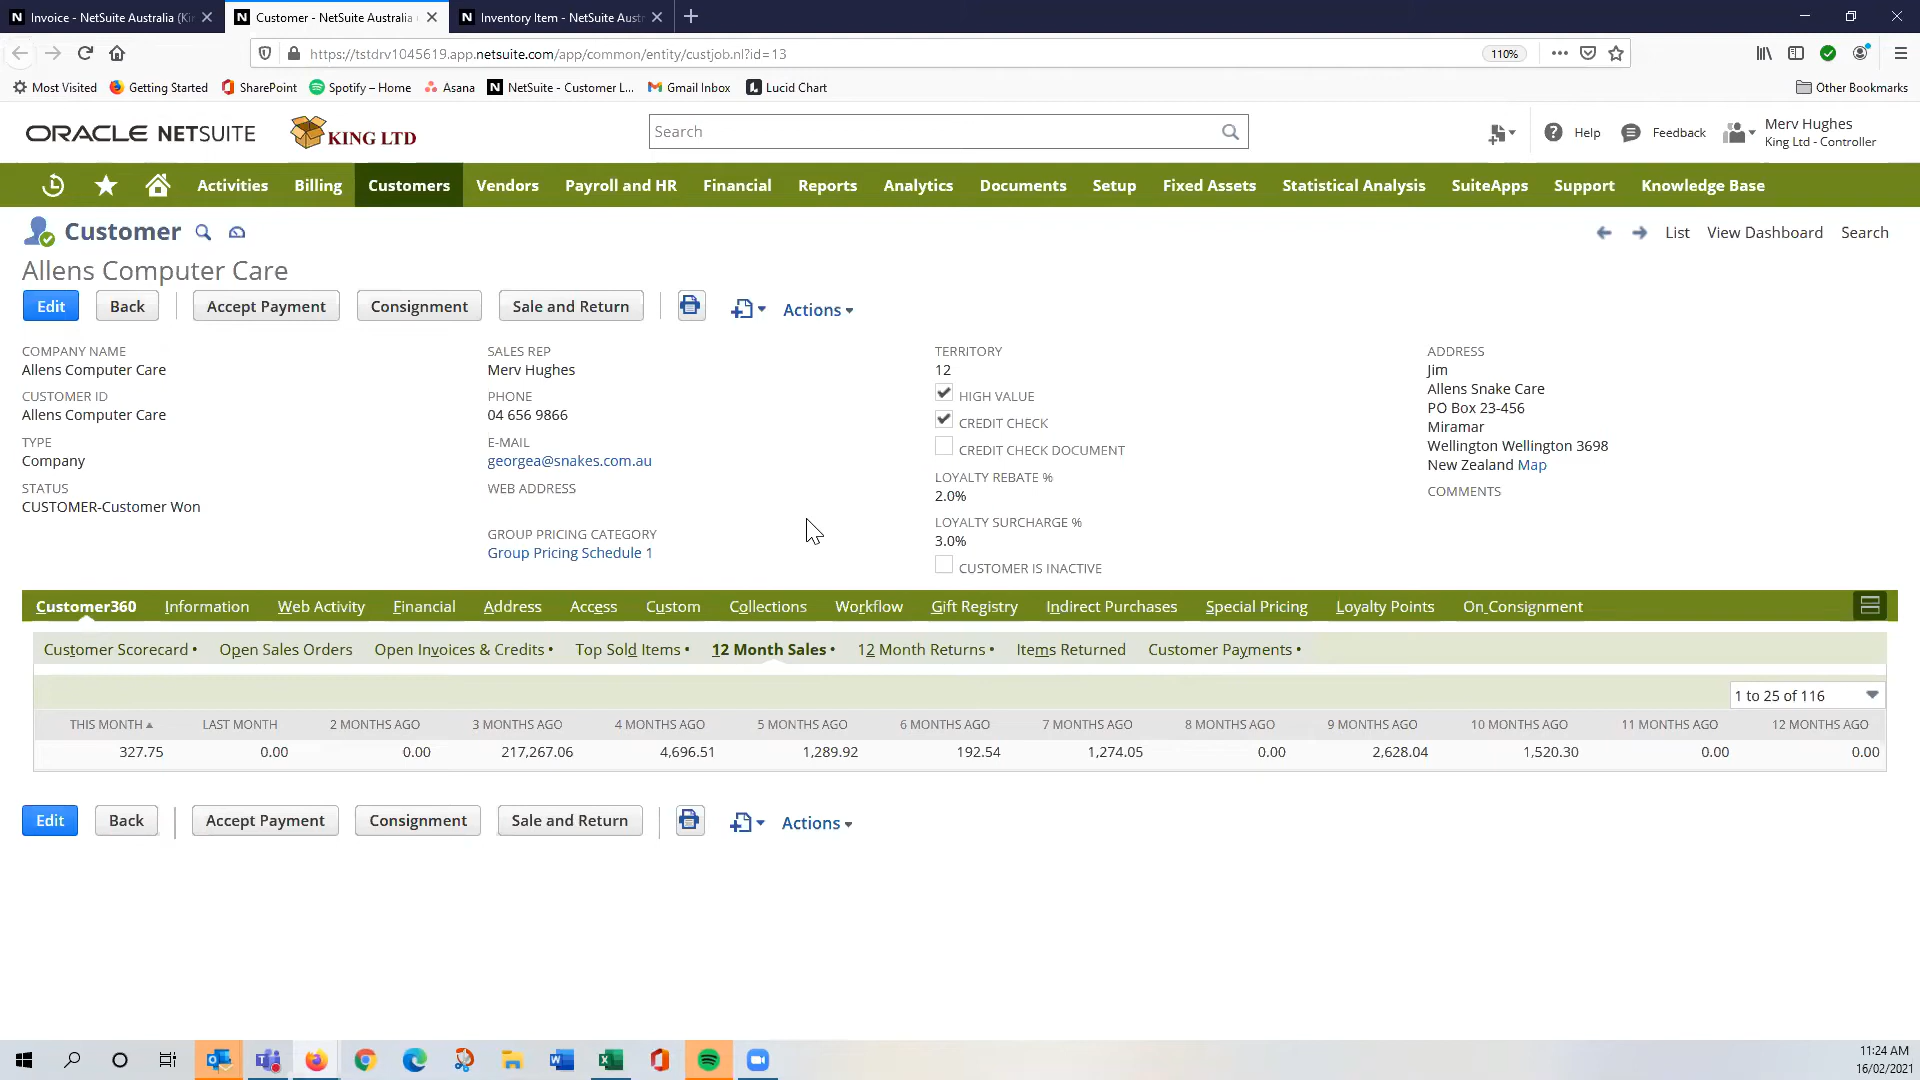 Invoice - NetSuite Australia (Kin
Customer - NetSuite Australia
Inventory Item - NetSuite Aust
https://tstdrv1045619.app.netsuite.com/app/common/entity/custjob.nl?id=13
110%
Most Visited
Getting Started
SharePoint
Spotify – Home
Asana
NetSuite - Customer L...
Gmail Inbox
Lucid Chart
Other Bookmarks
ORACLE NETSUITE
KING LTD
Search
Help
Feedback
Merv Hughes
King Ltd - Controller
Activities
Billing
Customers
Vendors
Payroll and HR
Financial
Reports
Analytics
Documents
Setup
Fixed Assets
Statistical Analysis
SuiteApps
Support
Knowledge Base
Customer
List
View Dashboard
Search
Allens Computer Care
Edit
Back
Accept Payment
Consignment
Sale and Return
Actions
COMPANY NAME
Allens Computer Care
CUSTOMER ID
Allens Computer Care
TYPE
Company
STATUS
CUSTOMER-Customer Won
SALES REP
Merv Hughes
PHONE
04 656 9866
E-MAIL
georgea@snakes.com.au
WEB ADDRESS
GROUP PRICING CATEGORY
Group Pricing Schedule 1
TERRITORY
12
HIGH VALUE
CREDIT CHECK
CREDIT CHECK DOCUMENT
LOYALTY REBATE %
2.0%
LOYALTY SURCHARGE %
3.0%
CUSTOMER IS INACTIVE
ADDRESS
Jim
Allens Snake Care
PO Box 23-456
Miramar
Wellington Wellington 3698
New Zealand Map
COMMENTS
Customer360
Information
Web Activity
Financial
Address
Access
Custom
Collections
Workflow
Gift Registry
Indirect Purchases
Special Pricing
Loyalty Points
On Consignment
Customer Scorecard •
Open Sales Orders
Open Invoices & Credits •
Top Sold Items •
12 Month Sales •
12 Month Returns •
Items Returned
Customer Payments •
1 to 25 of 116
THIS MONTH
LAST MONTH
2 MONTHS AGO
3 MONTHS AGO
4 MONTHS AGO
5 MONTHS AGO
6 MONTHS AGO
7 MONTHS AGO
8 MONTHS AGO
9 MONTHS AGO
10 MONTHS AGO
11 MONTHS AGO
12 MONTHS AGO
327.75
0.00
0.00
217,267.06
4,696.51
1,289.92
192.54
1,274.05
0.00
2,628.04
1,520.30
0.00
0.00
Edit
Back
Accept Payment
Consignment
Sale and Return
Actions
11:24 AM
16/02/2021